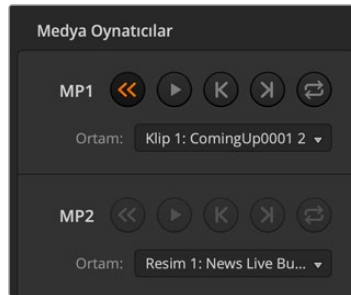 Medya Oynatıcılar
MP1
Ortam: Klip 1: ComingUp0001 2
MP2
Ortam: Resim 1: News Live Bu...